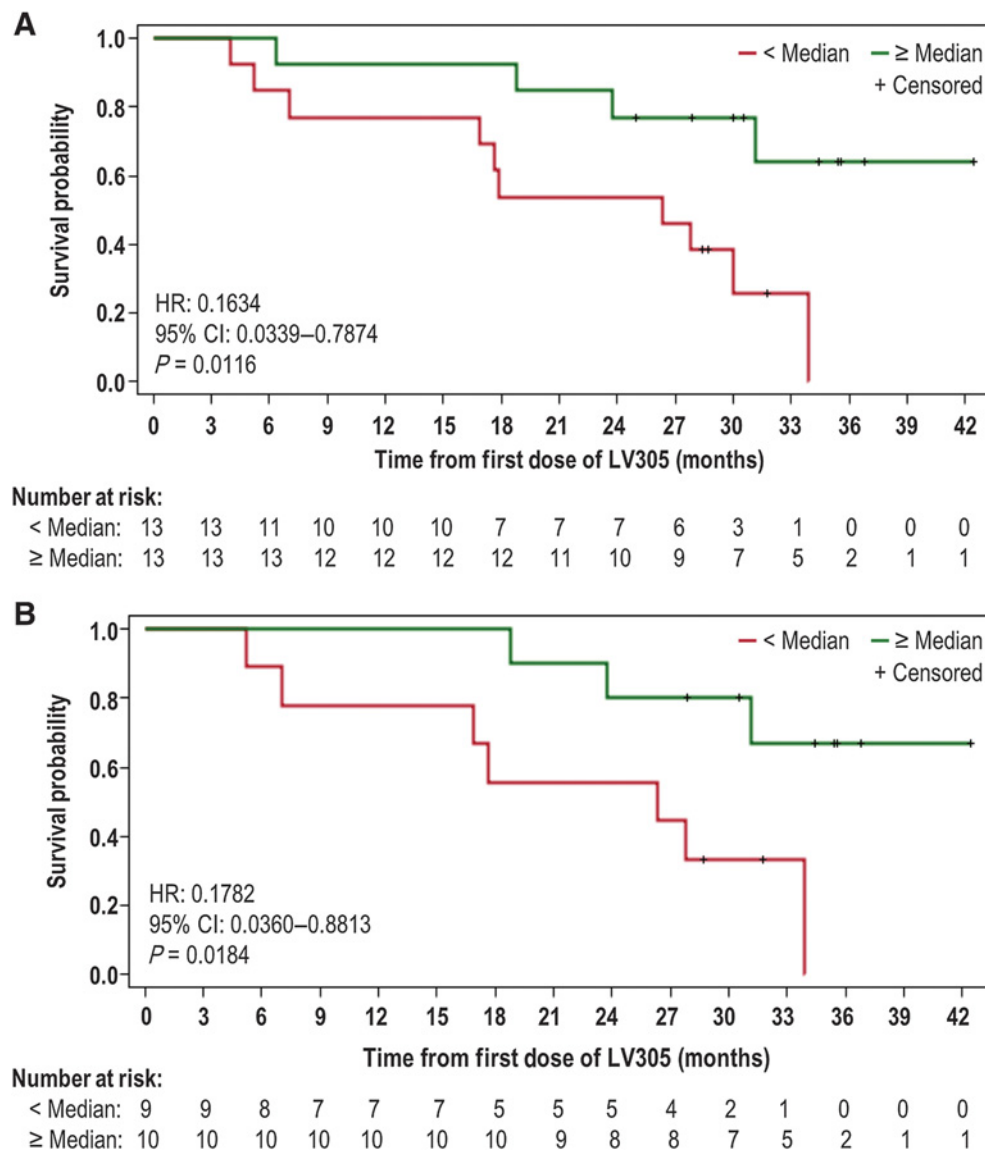 A
< Median ≥ Median
+ Censored
Survival probability
1.0
0.8
0.6
0.4
0.2
0.0
HR: 0.1634
95% CI: 0.0339–0.7874
P = 0.0116
0 3 6 9 12 15 18 21 24 27 30 33 36 39 42
Time from first dose of LV305 (months)
Number at risk:
< Median: 13 13 11 10 10 10 7 7 7 6 3 1 0 0 0
≥ Median: 13 13 13 12 12 12 12 11 10 9 7 5 2 1 1
B
< Median ≥ Median
+ Censored
Survival probability
1.0
0.8
0.6
0.4
0.2
0.0
HR: 0.1782
95% CI: 0.0360–0.8813
P = 0.0184
0 3 6 9 12 15 18 21 24 27 30 33 36 39 42
Time from first dose of LV305 (months)
Number at risk:
< Median: 9 9 8 7 7 7 5 5 5 4 2 1 0 0 0
≥ Median: 10 10 10 10 10 10 10 9 8 8 7 5 2 1 1